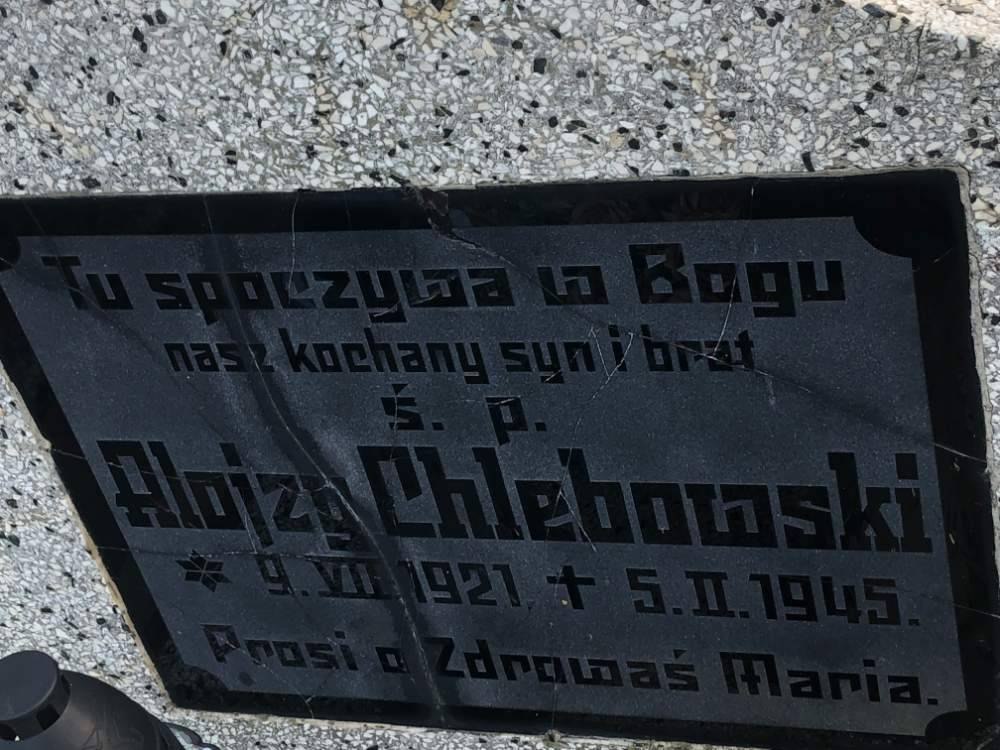 Tu spoczywa w Bogu
nasz kochany syn i brat
ś. p.
Alojzy Chlebowski
9. VII. 1921. ✝ 5. II. 1945.
Prosi o Zdrowaś Maria.